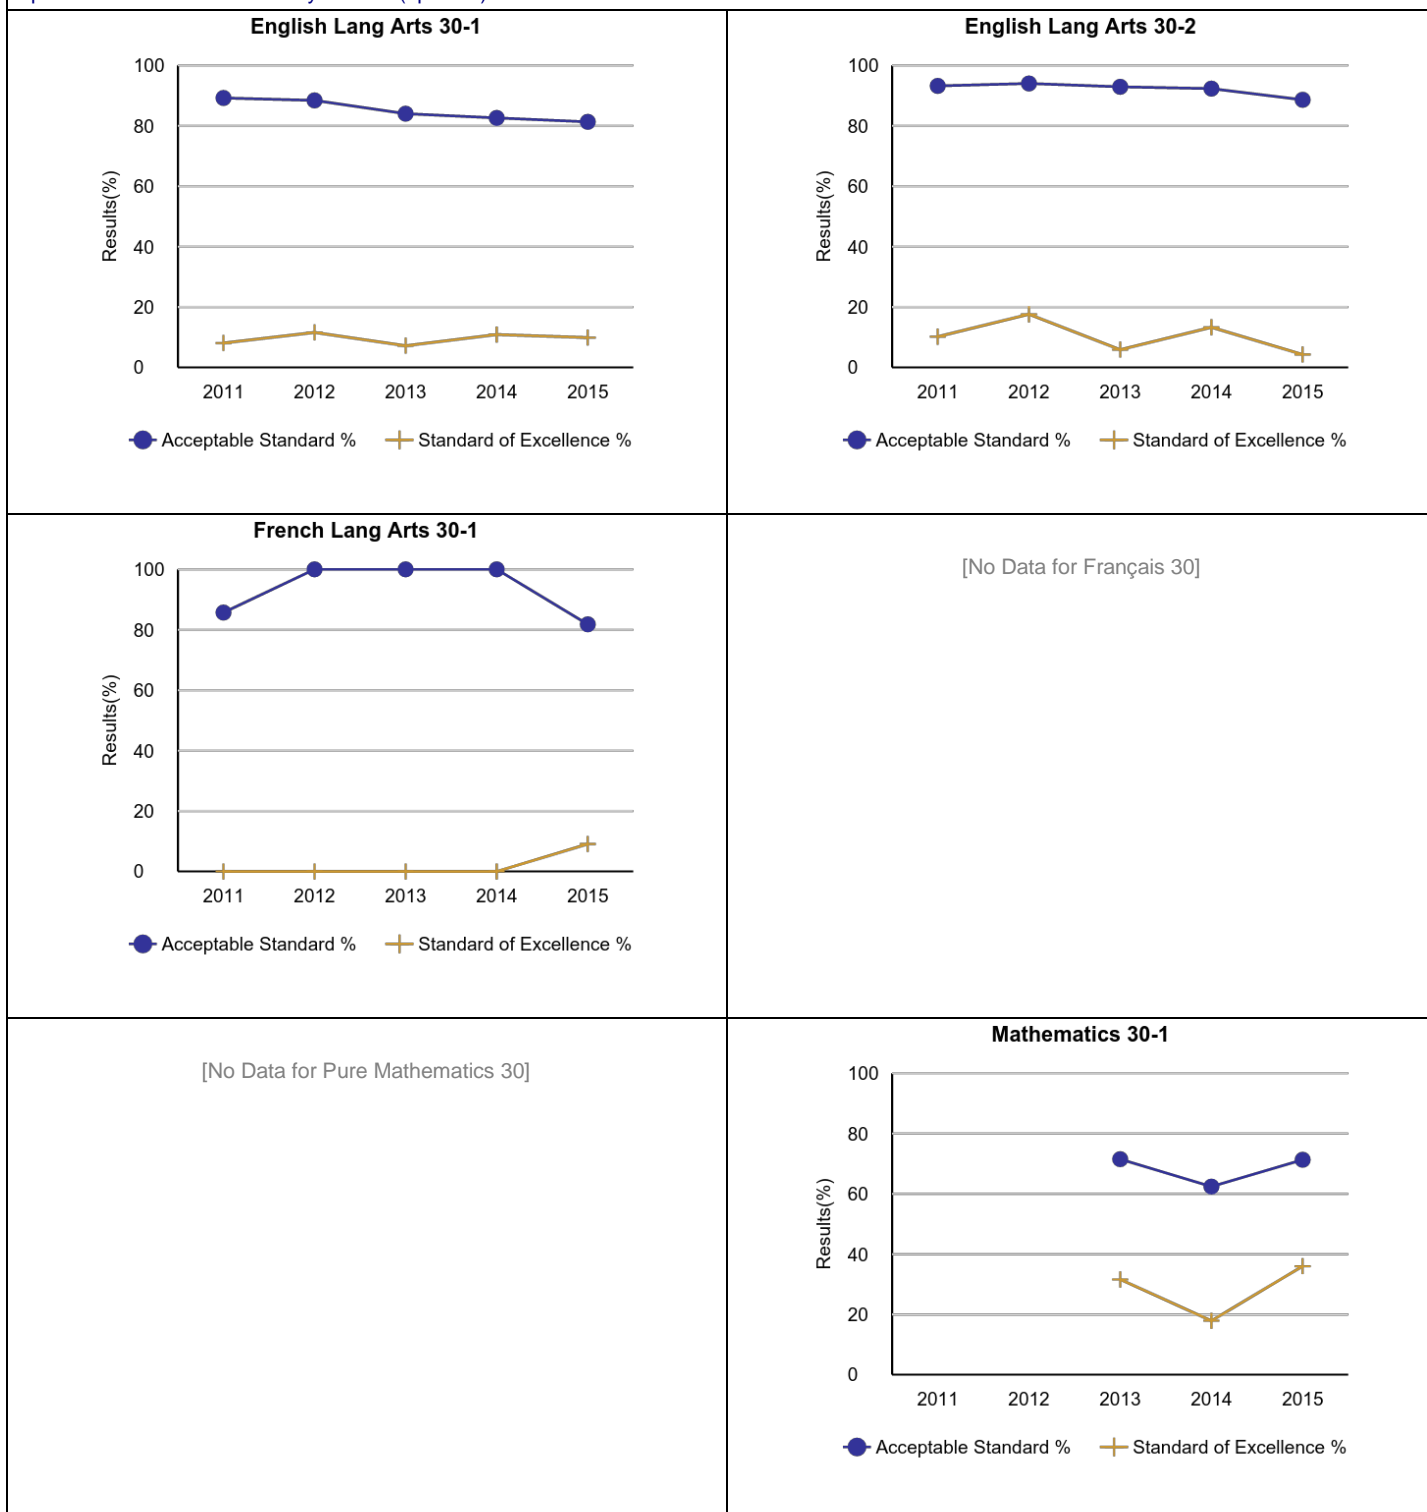 English Lang Arts 30-1
100
80
60
40
20
0
Results(%)
2011 2012 2013 2014 2015
Acceptable Standard % Standard of Excellence %
English Lang Arts 30-2
100
80
60
40
20
0
Results(%)
2011 2012 2013 2014 2015
Acceptable Standard % Standard of Excellence %
French Lang Arts 30-1
100
80
60
40
20
0
Results(%)
2011 2012 2013 2014 2015
Acceptable Standard % Standard of Excellence %
[No Data for Français 30]
[No Data for Pure Mathematics 30]
Mathematics 30-1
100
80
60
40
20
0
Results(%)
2011 2012 2013 2014 2015
Acceptable Standard % Standard of Excellence %